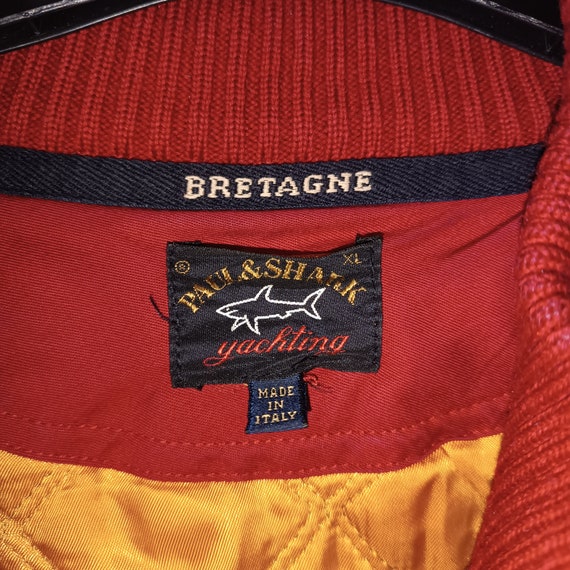 BRETAGNE
® XL
PAUL & SHARK
yachting
MADE
IN
ITALY